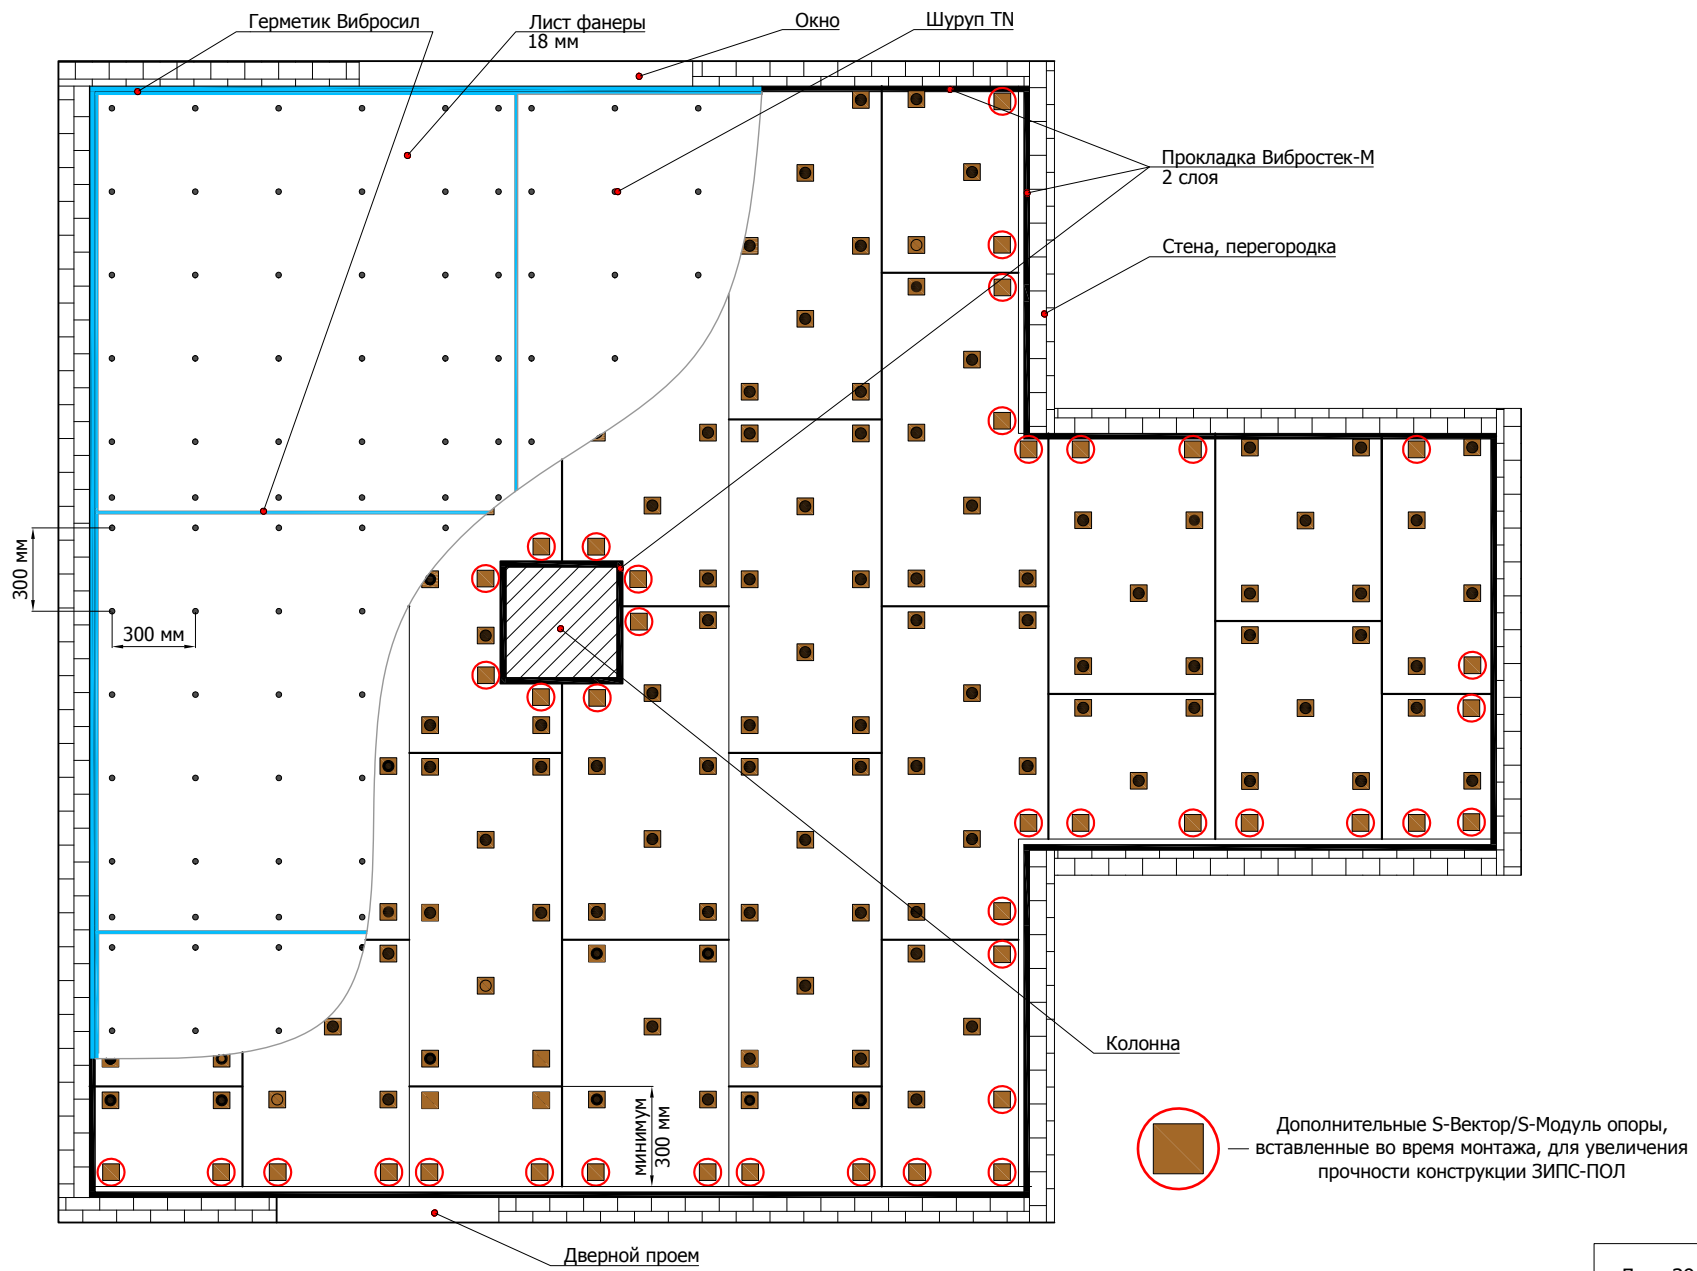 Герметик Вибросил
Лист фанеры
18 мм
Окно
Шуруп TN
Прокладка Вибростек-М
2 слоя
Стена, перегородка
300 мм
300 мм
Колонна
минимум
300 мм
Дополнительные S-Вектор/S-Модуль опоры,
вставленные во время монтажа, для увеличения
прочности конструкции ЗИПС-ПОЛ
Дверной проем